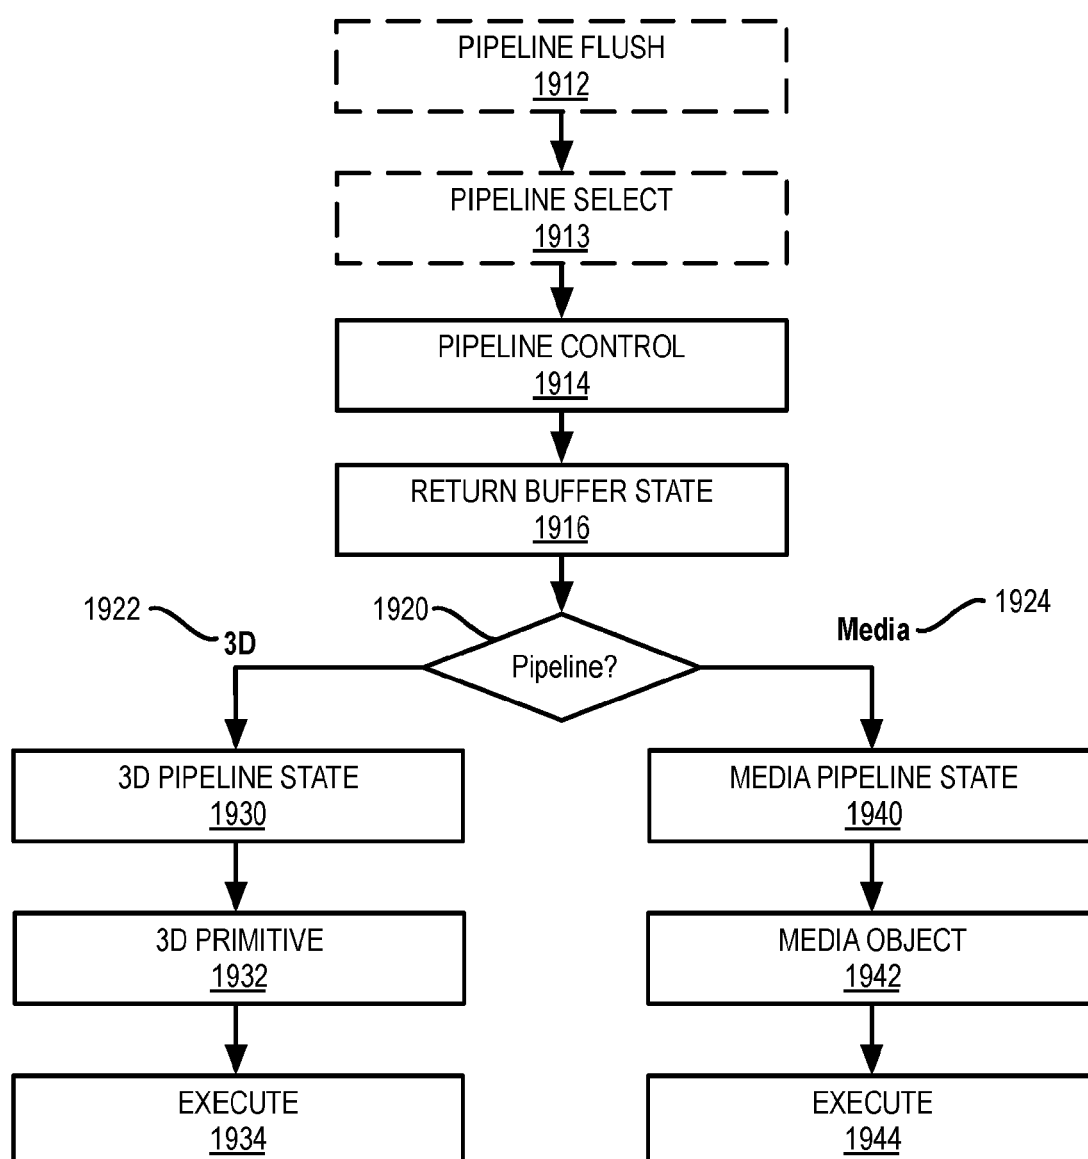 PIPELINE FLUSH
1912
PIPELINE SELECT
1913
PIPELINE CONTROL
1914
RETURN BUFFER STATE
1916
1922
1920
1924
3D
Media
Pipeline?
3D PIPELINE STATE
1930
MEDIA PIPELINE STATE
1940
3D PRIMITIVE
1932
MEDIA OBJECT
1942
EXECUTE
1934
EXECUTE
1944